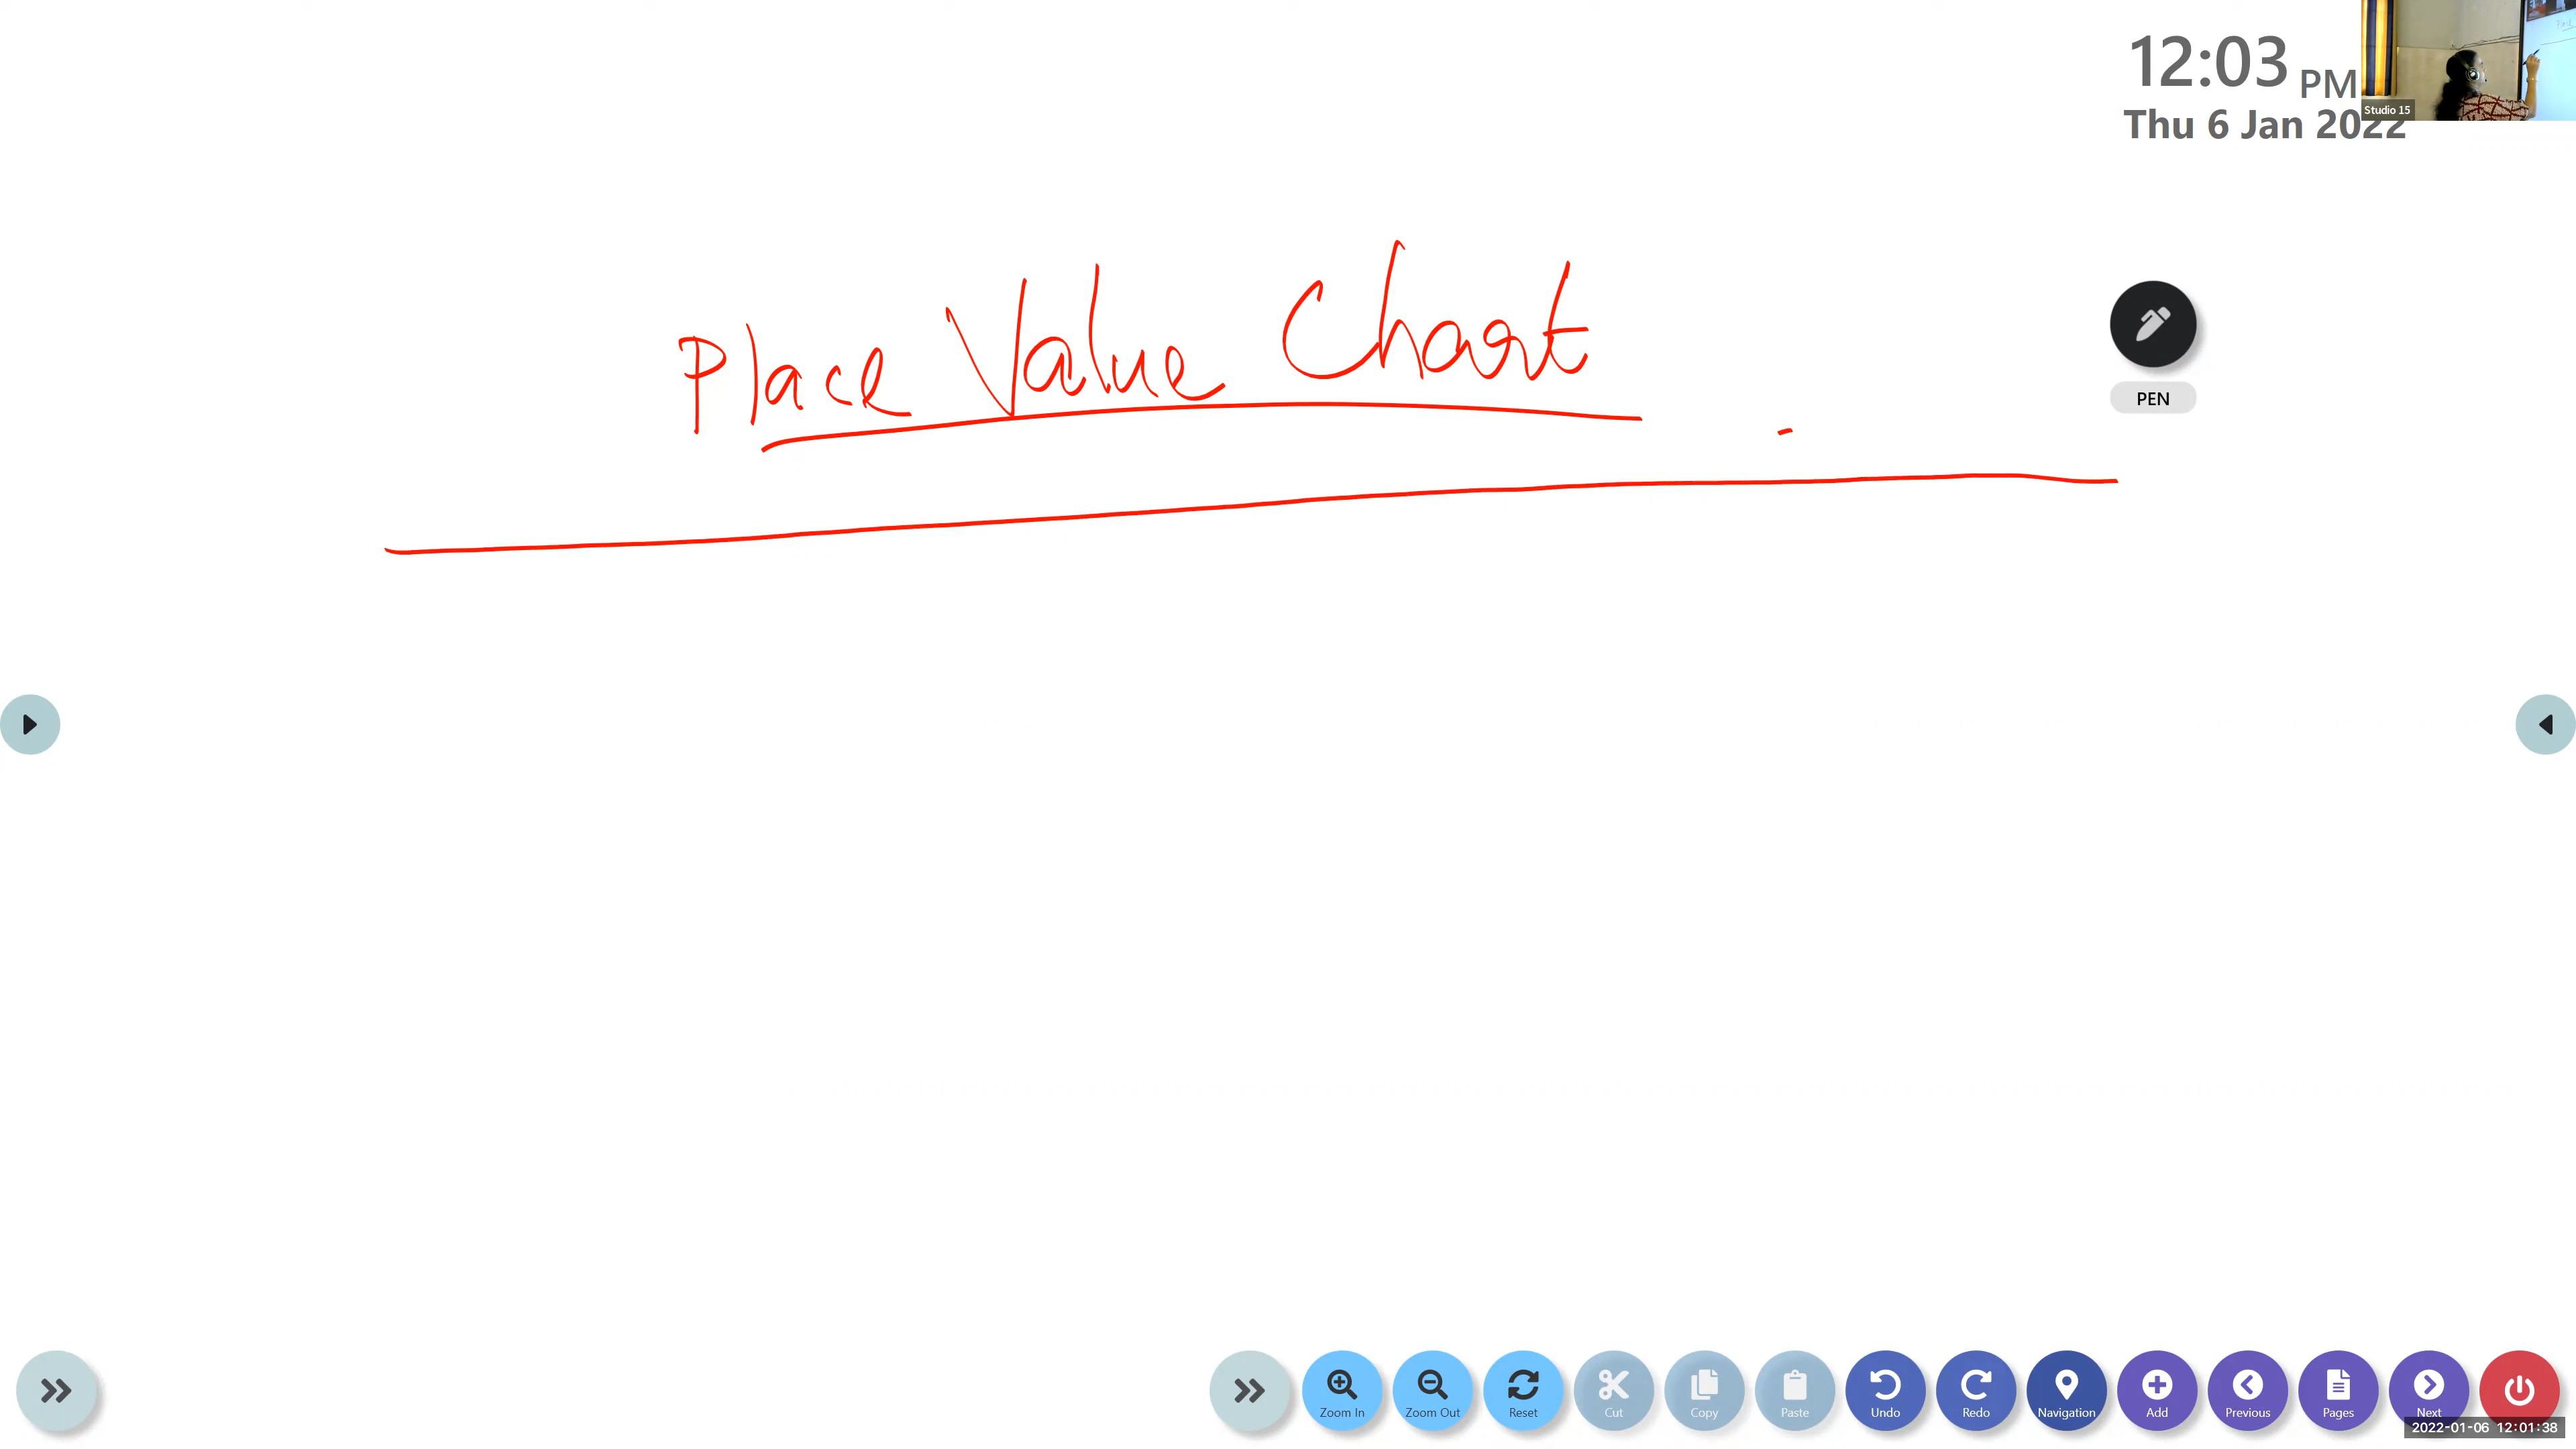 12:03 PM
Studio 15
Thu 6 Jan 2022
Place Value Chart
PEN
Zoom In Zoom Out Reset Cut Copy Paste Undo Redo Navigation Add Previous Pages Next
2022-01-06 12:01:38